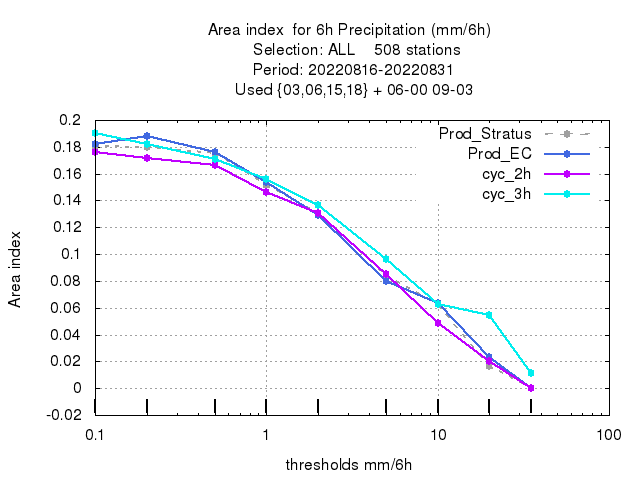 Area index  for 6h Precipitation (mm/6h)
Selection: ALL    508 stations
Period: 20220816-20220831
Used {03,06,15,18} + 06-00 09-03
Prod_Stratus
Prod_EC
cyc_2h
cyc_3h
0.2
0.18
0.16
0.14
0.12
0.1
0.08
0.06
0.04
0.02
0
-0.02
Area index
0.1 1 10 100
thresholds mm/6h